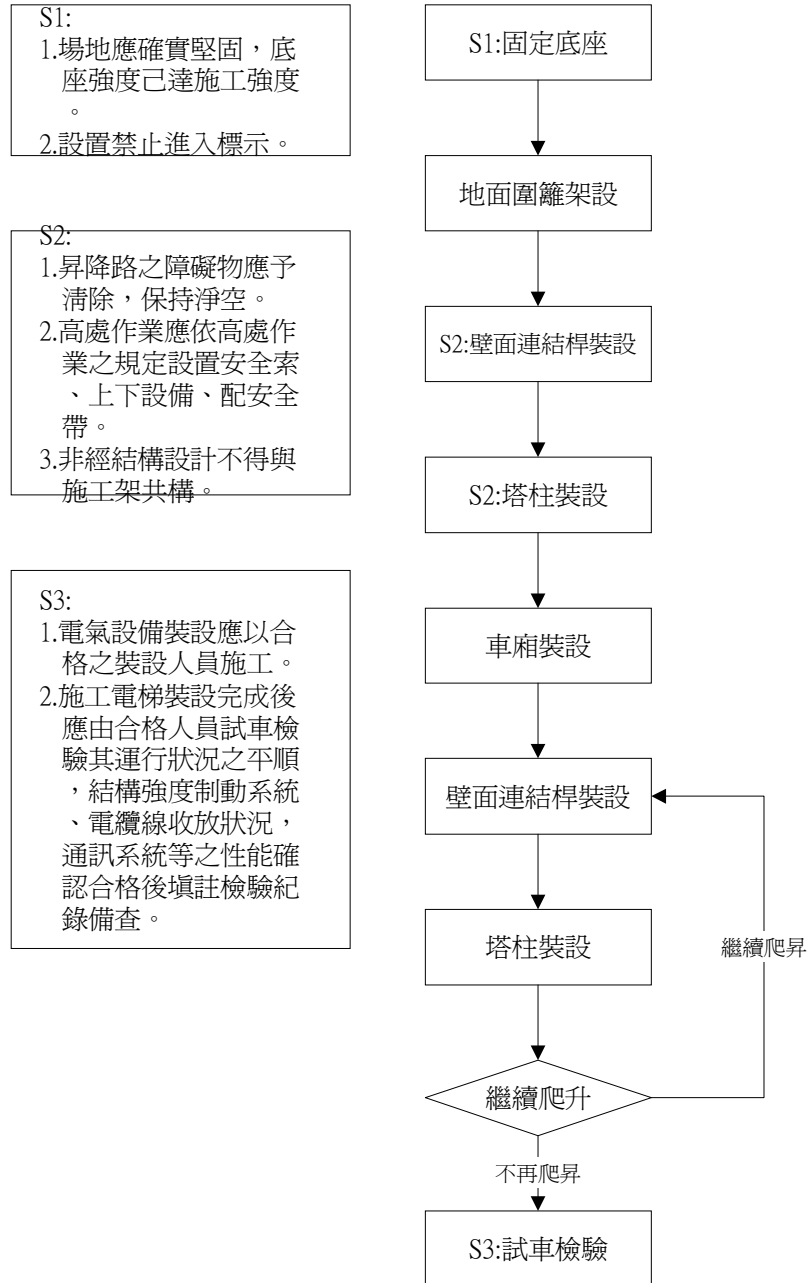 S1:
1.場地應確實堅固，底
座強度己達施工強度
。
2.設置禁止進入標示。
S2:
1.昇降路之障礙物應予
清除，保持淨空。
2.高處作業應依高處作
業之規定設置安全索
、上下設備、配安全
帶。
3.非經結構設計不得與
施工架共構。
S3:
1.電氣設備裝設應以合
格之裝設人員施工。
2.施工電梯裝設完成後
應由合格人員試車檢
驗其運行狀況之平順
，結構強度制動系統
、電纜線收放狀況，
通訊系統等之性能確
認合格後填註檢驗紀
錄備查。
S1:固定底座
地面圍籬架設
S2:壁面連結桿裝設
S2:塔柱裝設
車廂裝設
壁面連結桿裝設
塔柱裝設
繼續爬昇
繼續爬升
不再爬昇
S3:試車檢驗